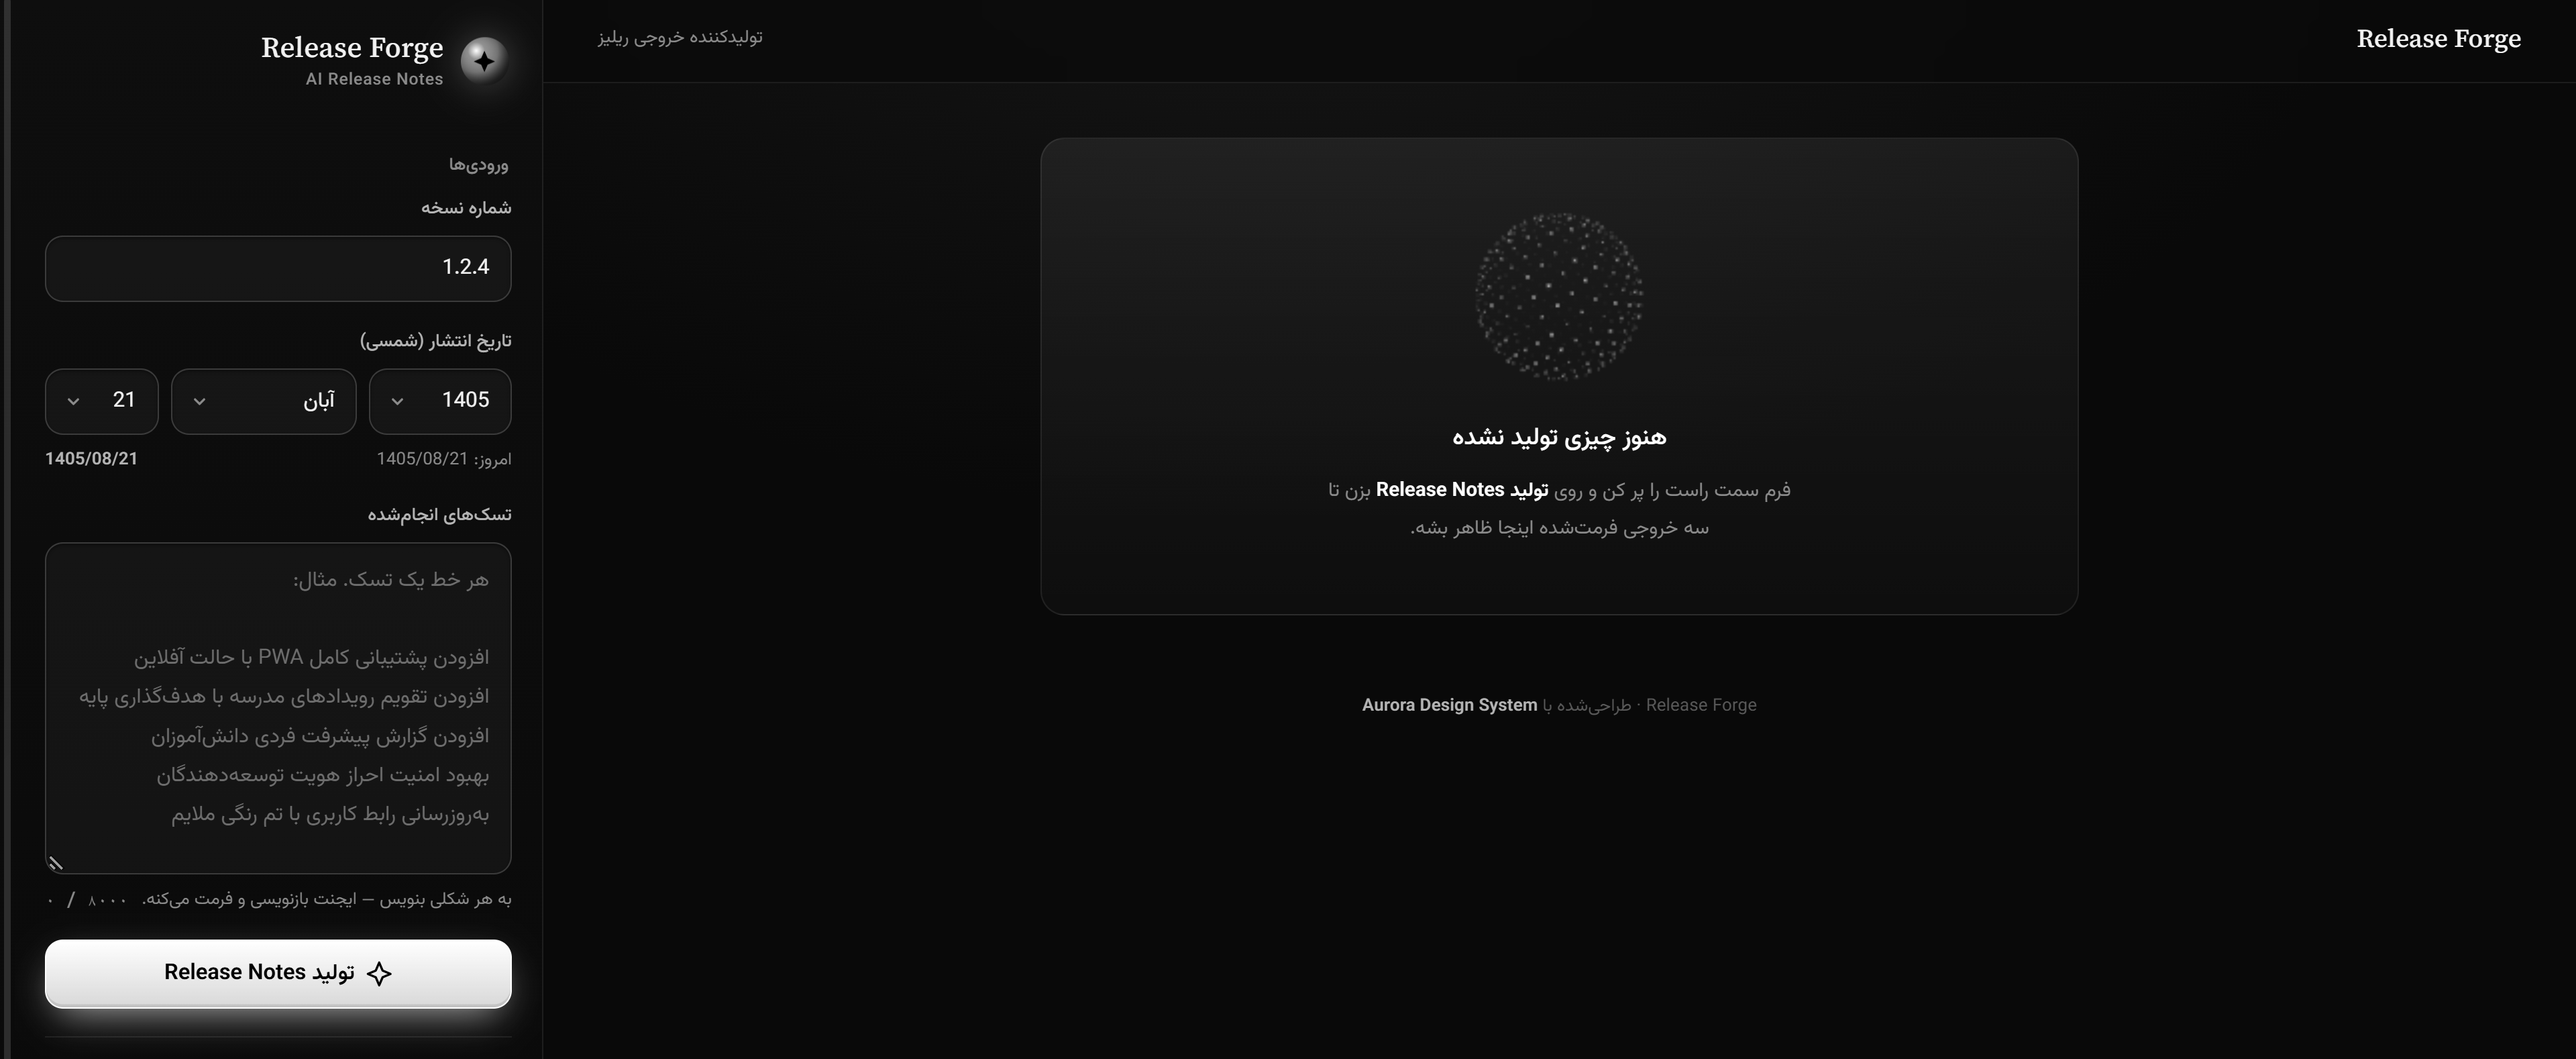 Release Forge
AI Release Notes
ورودی‌ها
شماره نسخه
1.2.4
تاریخ انتشار (شمسی)
1405 آبان 21
امروز: 1405/08/21 1405/08/21
تسک‌های انجام‌شده
هر خط یک تسک. مثال:
افزودن پشتیبانی کامل PWA با حالت آفلاین
افزودن تقویم رویدادهای مدرسه با هدف‌گذاری پایه
افزودن گزارش پیشرفت فردی دانش‌آموزان
بهبود امنیت احراز هویت توسعه‌دهندگان
به‌روزرسانی رابط کاربری با تم رنگی ملایم
به هر شکلی بنویس — ایجنت بازنویسی و فرمت می‌کنه. ۰ / ۸۰۰۰
تولید Release Notes
Release Forge
تولیدکننده خروجی ریلیز
هنوز چیزی تولید نشده
فرم سمت راست را پر کن و روی تولید Release Notes بزن تا
سه خروجی فرمت‌شده اینجا ظاهر بشه.
Release Forge · طراحی‌شده با Aurora Design System